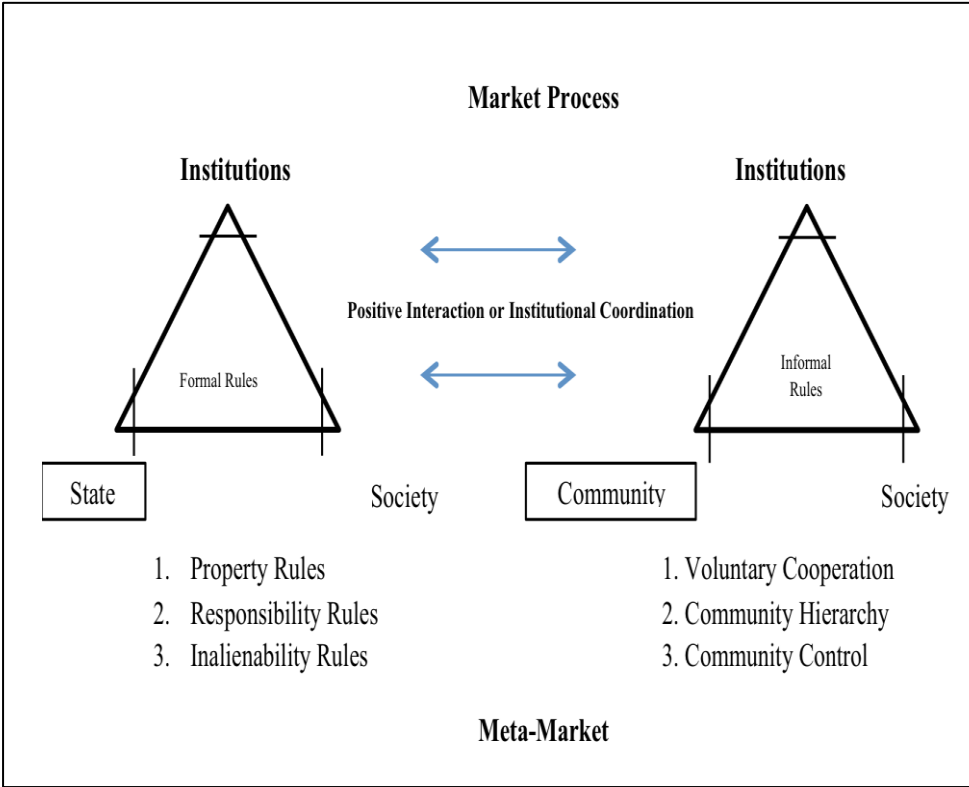 Market Process
Institutions
Institutions
Positive Interaction or Institutional Coordination
Formal Rules
Informal
Rules
State
Society
Community
Society
1. Property Rules
2. Responsibility Rules
3. Inalienability Rules
1. Voluntary Cooperation
2. Community Hierarchy
3. Community Control
Meta-Market